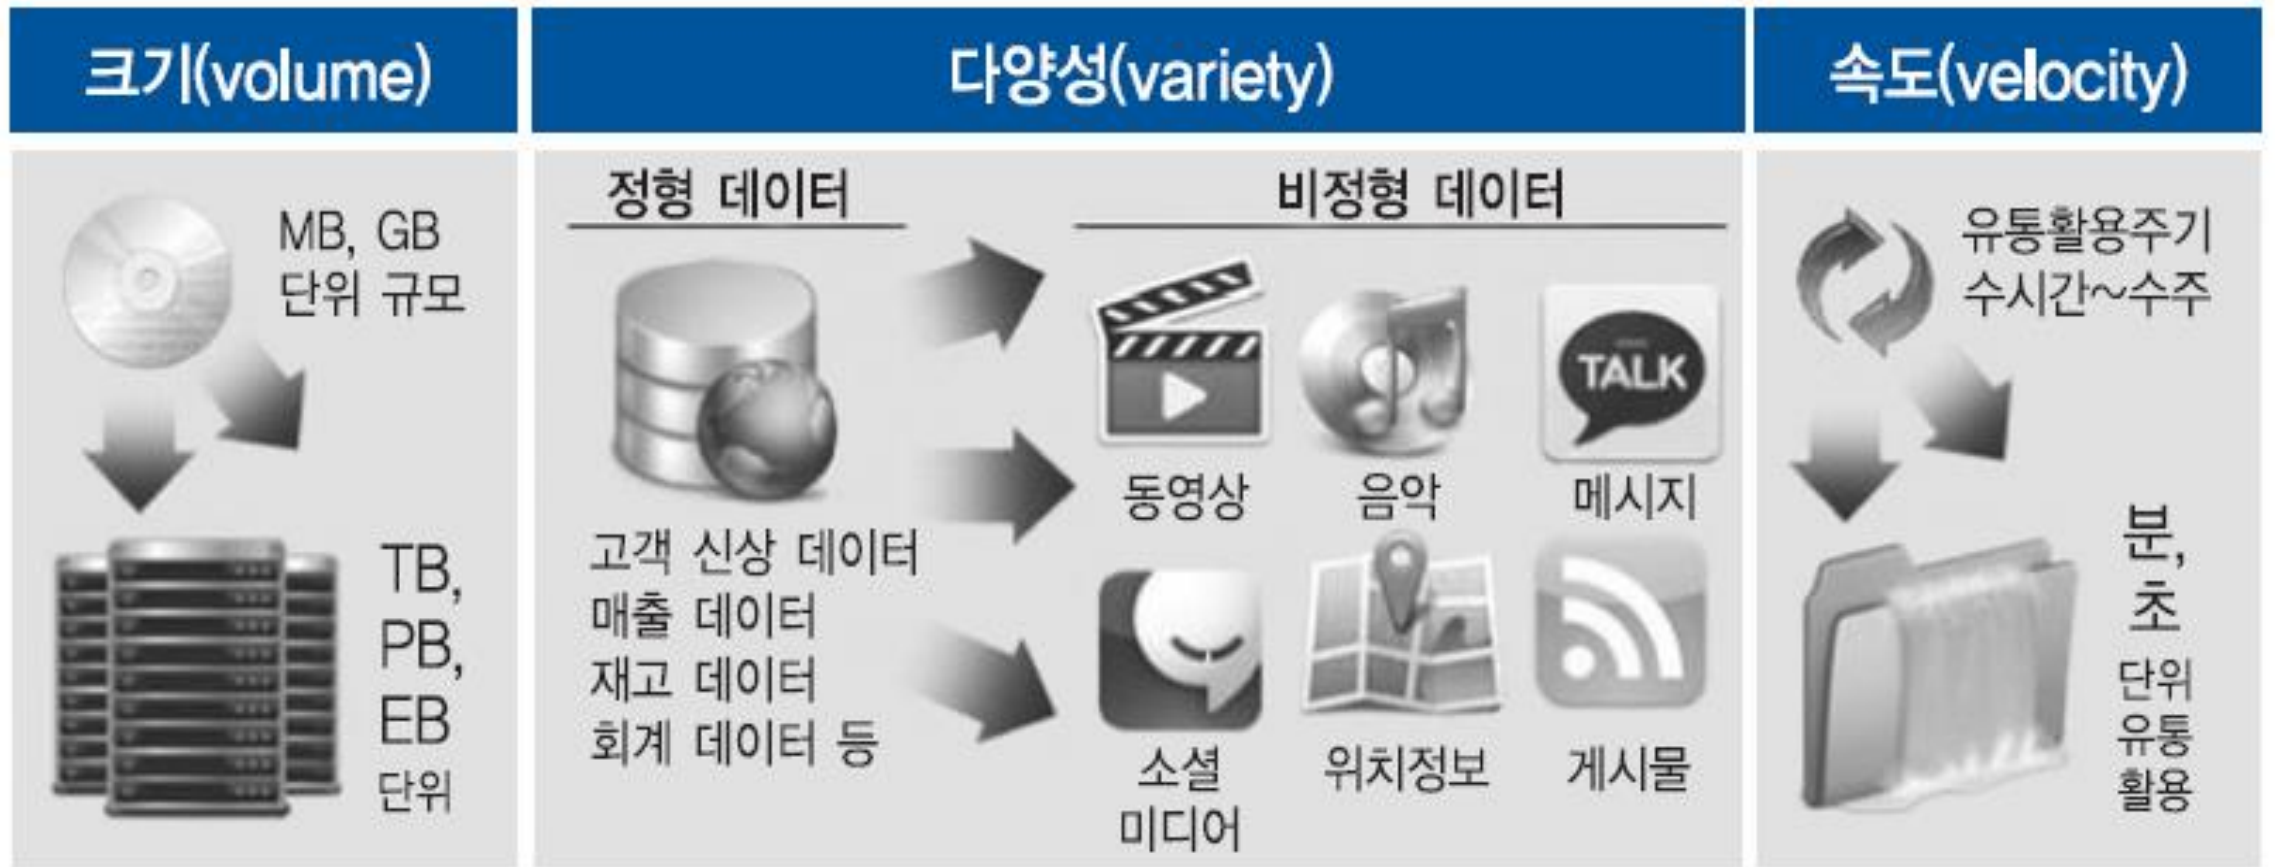 크기(volume)
MB, GB
단위 규모
TB,
PB,
EB
단위
다양성(variety)
정형 데이터
고객 신상 데이터
매출 데이터
재고 데이터
회계 데이터 등
비정형 데이터
TALK
동영상
음악
메시지
소셜
미디어
위치정보
게시물
속도(velocity)
유통활용주기
수시간~수주
분,
초
단위
유통
활용